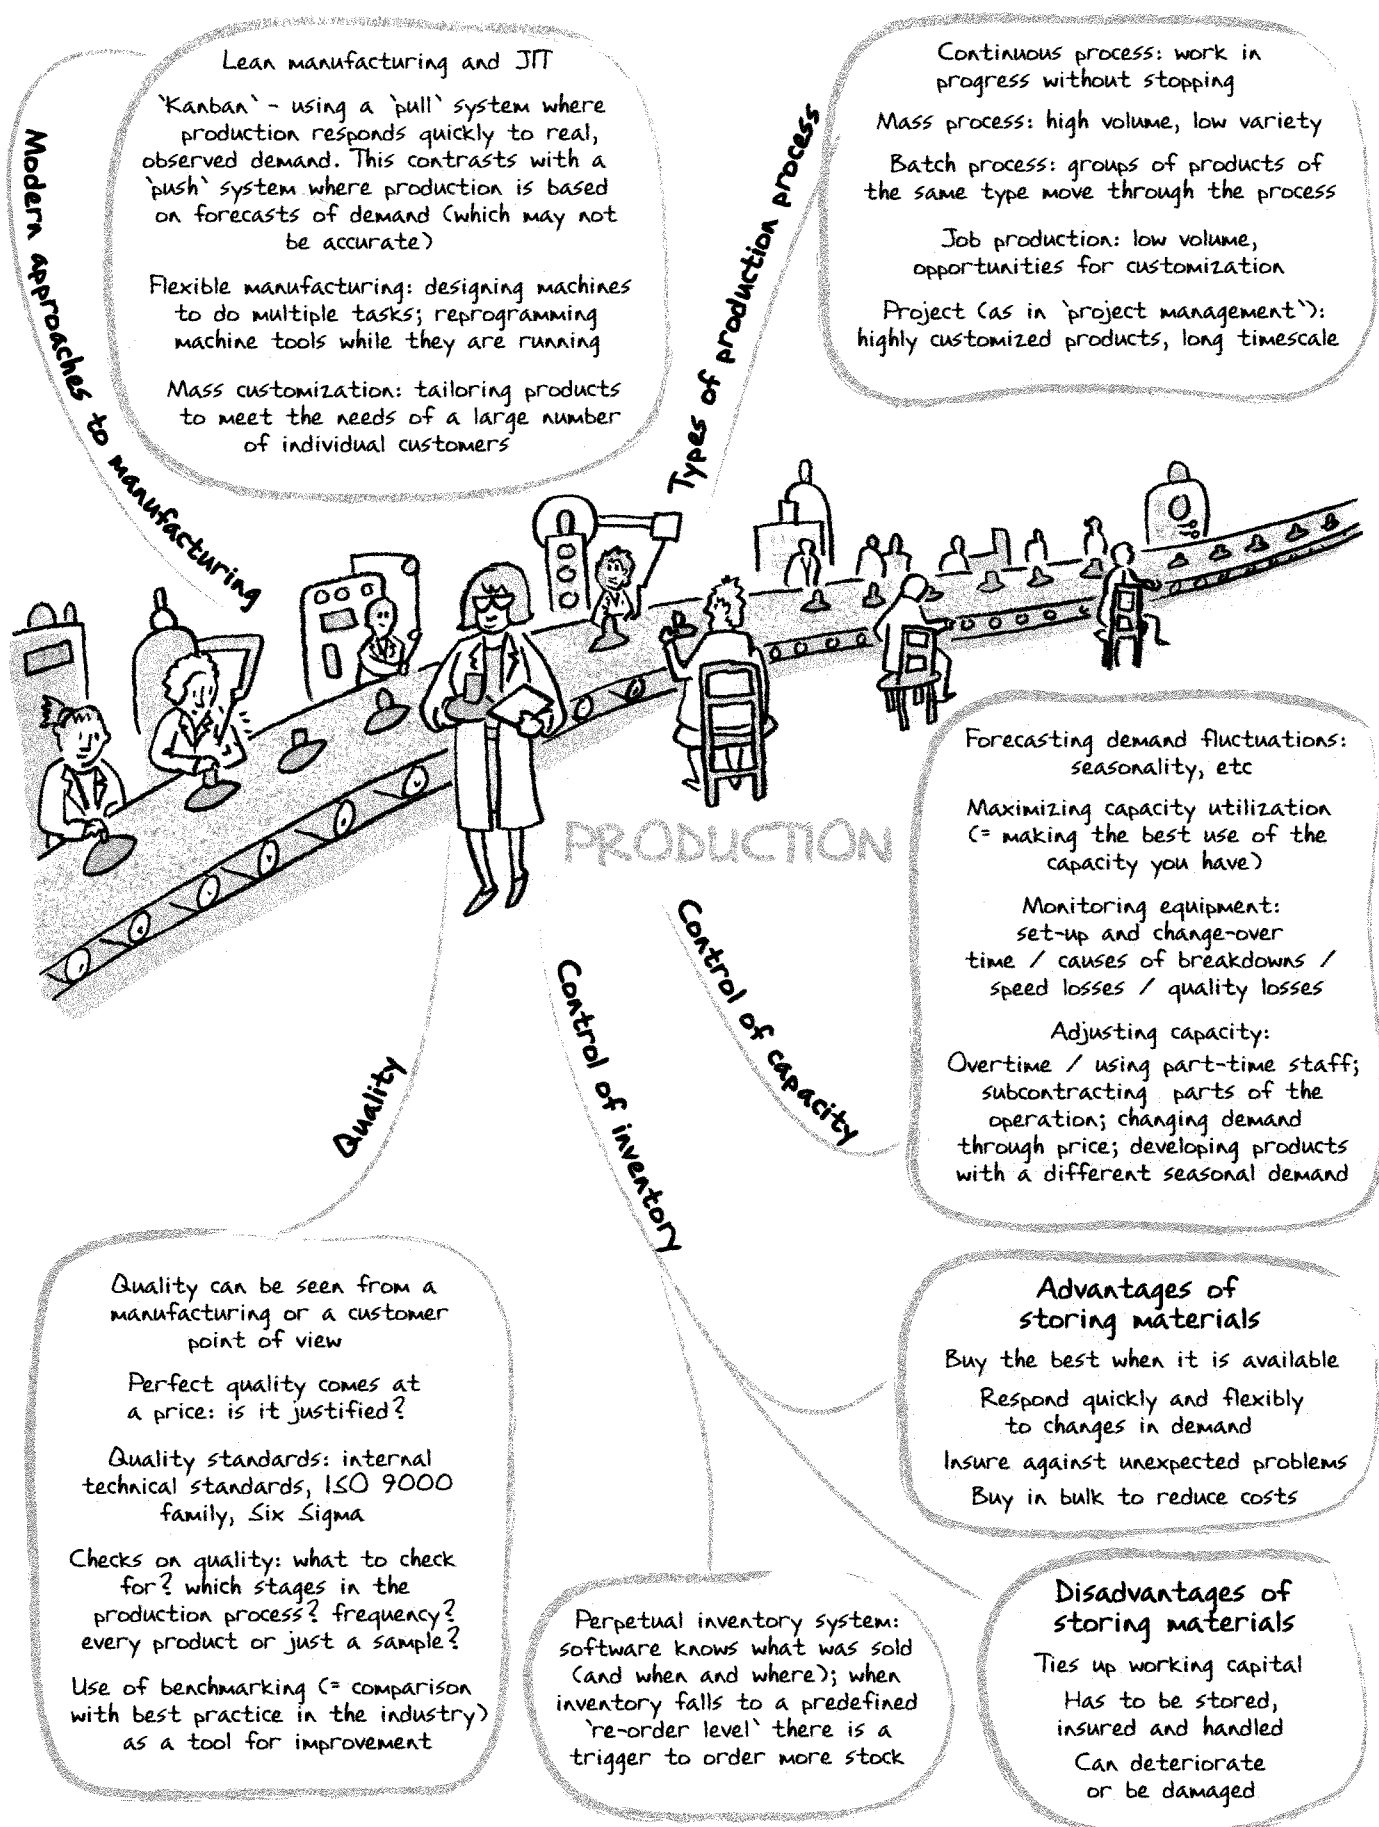 Modern approaches to manufacturing
Lean manufacturing and JIT
`Kanban` - using a `pull` system where
production responds quickly to real,
observed demand. This contrasts with a
`push` system where production is based
on forecasts of demand (which may not
be accurate)
Flexible manufacturing: designing machines
to do multiple tasks; reprogramming
machine tools while they are running
Mass customization: tailoring products
to meet the needs of a large number
of individual customers
Types of production process
Continuous process: work in
progress without stopping
Mass process: high volume, low variety
Batch process: groups of products of
the same type move through the process
Job production: low volume,
opportunities for customization
Project (as in `project management`):
highly customized products, long timescale
PRODUCTION
Control of capacity
Forecasting demand fluctuations:
seasonality, etc
Maximizing capacity utilization
(= making the best use of the
capacity you have)
Monitoring equipment:
set-up and change-over
time / causes of breakdowns /
speed losses / quality losses
Adjusting capacity:
Overtime / using part-time staff;
subcontracting parts of the
operation; changing demand
through price; developing products
with a different seasonal demand
Quality
Quality can be seen from a
manufacturing or a customer
point of view
Perfect quality comes at
a price: is it justified?
Quality standards: internal
technical standards, ISO 9000
family, Six Sigma
Checks on quality: what to check
for? which stages in the
production process? frequency?
every product or just a sample?
Use of benchmarking (= comparison
with best practice in the industry)
as a tool for improvement
Control of inventory
Perpetual inventory system:
software knows what was sold
(and when and where); when
inventory falls to a predefined
`re-order level` there is a
trigger to order more stock
Advantages of
storing materials
Buy the best when it is available
Respond quickly and flexibly
to changes in demand
Insure against unexpected problems
Buy in bulk to reduce costs
Disadvantages of
storing materials
Ties up working capital
Has to be stored,
insured and handled
Can deteriorate
or be damaged